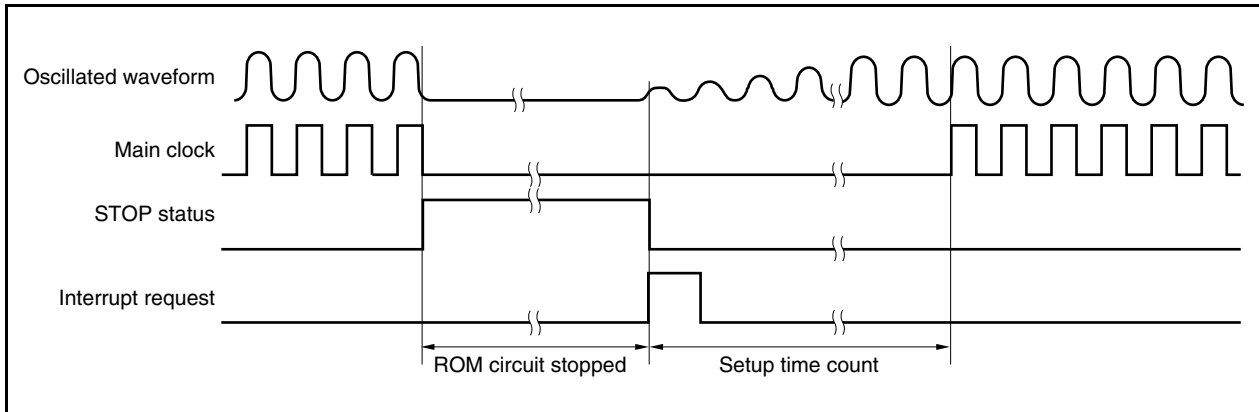 Oscillated waveform
Main clock
STOP status
Interrupt request
ROM circuit stopped
Setup time count